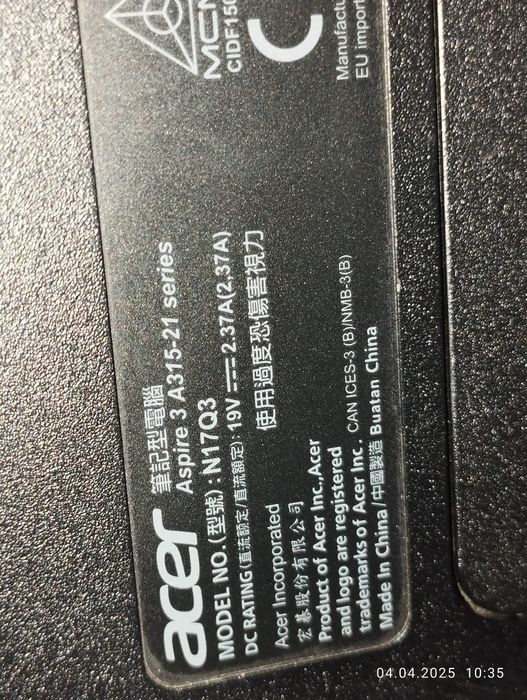 acer
筆記型電腦
Aspire 3 A315-21 series
MODEL NO.(型號):N17Q3
DC RATING(直流額定/直流額定):19V⎓2.37A(2.37A)
使用過度恐傷害視力
Acer Incorporated
宏碁股份有限公司
Product of Acer Inc,Acer
and logo are registered
trademarks of Acer Inc. CAN ICES-3 (B)/NMB-3(B)
Made In China/中國製造 Buatan China
Manufactu
EU import
04.04.2025 10:35